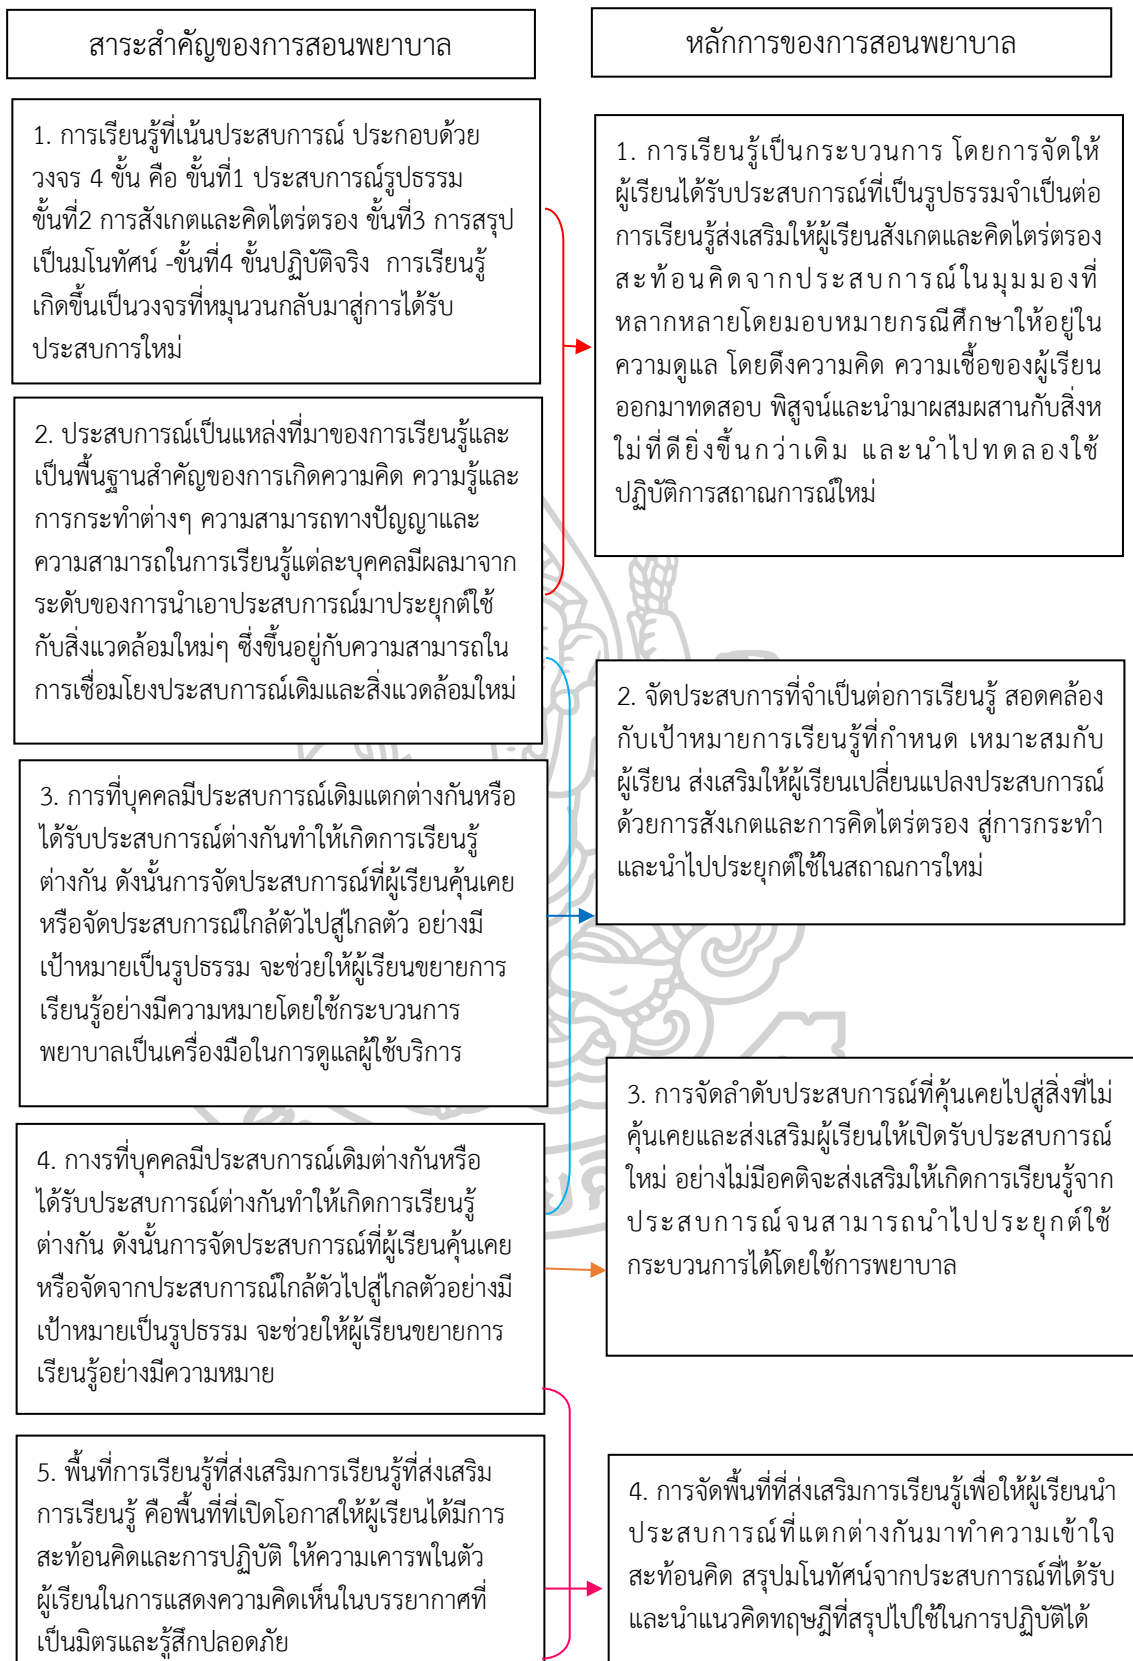 สาระสำคัญของการสอนพยาบาล
1. การเรียนรู้ที่เน้นประสบการณ์ ประกอบด้วย
วงจร 4 ขั้น คือ ขั้นที่1 ประสบการณ์รูปธรรม
ขั้นที่2 การสังเกตและคิดไตร่ตรอง ขั้นที่3 การสรุป
เป็นมโนทัศน์ -ขั้นที่4 ขั้นปฏิบัติจริง การเรียนรู้
เกิดขึ้นเป็นวงจรที่หมุนวนกลับมาสู่การได้รับ
ประสบการใหม่
2. ประสบการณ์เป็นแหล่งที่มาของการเรียนรู้และ
เป็นพื้นฐานสำคัญของการเกิดความคิด ความรู้และ
การกระทำต่างๆ ความสามารถทางปัญญาและ
ความสามารถในการเรียนรู้แต่ละบุคคลมีผลมาจาก
ระดับของการนำเอาประสบการณ์มาประยุกต์ใช้
กับสิ่งแวดล้อมใหม่ๆ ซึ่งขึ้นอยู่กับความสามารถใน
การเชื่อมโยงประสบการณ์เดิมและสิ่งแวดล้อมใหม่
3. การที่บุคคลมีประสบการณ์เดิมแตกต่างกันหรือ
ได้รับประสบการณ์ต่างกันทำให้เกิดการเรียนรู้
ต่างกัน ดังนั้นการจัดประสบการณ์ที่ผู้เรียนคุ้นเคย
หรือจัดประสบการณ์ใกล้ตัวไปสู่ไกลตัว อย่างมี
เป้าหมายเป็นรูปธรรม จะช่วยให้ผู้เรียนขยายการ
เรียนรู้อย่างมีความหมายโดยใช้กระบวนการ
พยาบาลเป็นเครื่องมือในการดูแลผู้ใช้บริการ
4. กางรที่บุคคลมีประสบการณ์เดิมต่างกันหรือ
ได้รับประสบการณ์ต่างกันทำให้เกิดการเรียนรู้
ต่างกัน ดังนั้นการจัดประสบการณ์ที่ผู้เรียนคุ้นเคย
หรือจัดจากประสบการณ์ใกล้ตัวไปสู่ไกลตัวอย่างมี
เป้าหมายเป็นรูปธรรม จะช่วยให้ผู้เรียนขยายการ
เรียนรู้อย่างมีความหมาย
5. พื้นที่การเรียนรู้ที่ส่งเสริมการเรียนรู้ที่ส่งเสริม
การเรียนรู้ คือพื้นที่ที่เปิดโอกาสให้ผู้เรียนได้มีการ
สะท้อนคิดและการปฏิบัติ ให้ความเคารพในตัว
ผู้เรียนในการแสดงความคิดเห็นในบรรยากาศที่
เป็นมิตรและรู้สึกปลอดภัย
หลักการของการสอนพยาบาล
1. การเรียนรู้เป็นกระบวนการ โดยการจัดให้
ผู้เรียนได้รับประสบการณ์ที่เป็นรูปธรรมจำเป็นต่อ
การเรียนรู้ส่งเสริมให้ผู้เรียนสังเกตและคิดไตร่ตรอง
สะท้อนคิดจากประสบการณ์ในมุมมองที่
หลากหลายโดยมอบหมายกรณีศึกษาให้อยู่ใน
ความดูแล โดยดึงความคิด ความเชื้อของผู้เรียน
ออกมาทดสอบ พิสูจน์และนำมาผสมผสานกับสิ่งห
ใม่ที่ดียิ่งขึ้นกว่าเดิม และนำไปทดลองใช้
ปฏิบัติการสถาณการณ์ใหม่
2. จัดประสบการที่จำเป็นต่อการเรียนรู้ สอดคล้อง
กับเป้าหมายการเรียนรู้ที่กำหนด เหมาะสมกับ
ผู้เรียน ส่งเสริมให้ผู้เรียนเปลี่ยนแปลงประสบการณ์
ด้วยการสังเกตและการคิดไตร่ตรอง สู่การกระทำ
และนำไปประยุกต์ใช้ในสถาณการใหม่
3. การจัดลำดับประสบการณ์ที่คุ้นเคยไปสู่สิ่งที่ไม่
คุ้นเคยและส่งเสริมผู้เรียนให้เปิดรับประสบการณ์
ใหม่ อย่างไม่มีอคติจะส่งเสริมให้เกิดการเรียนรู้จาก
ประสบการณ์จนสามารถนำไปประยุกต์ใช้
กระบวนการได้โดยใช้การพยาบาล
4. การจัดพื้นที่ที่ส่งเสริมการเรียนรู้เพื่อให้ผู้เรียนนำ
ประสบการณ์ที่แตกต่างกันมาทำความเข้าใจ
สะท้อนคิด สรุปมโนทัศน์จากประสบการณ์ที่ได้รับ
และนำแนวคิดทฤษฎีที่สรุปไปใช้ในการปฏิบัติได้